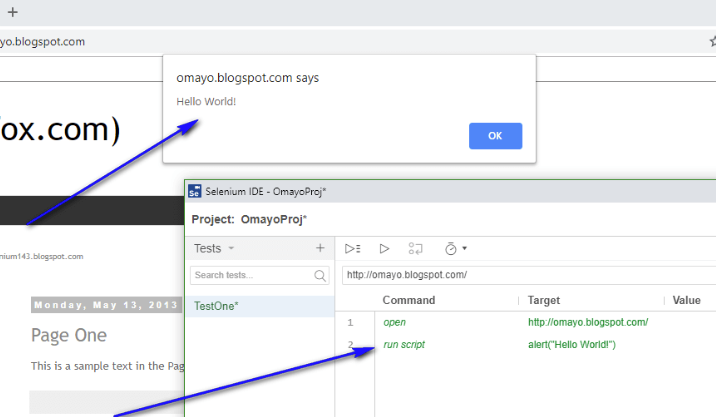 yo.blogspot.com
omayo.blogspot.com says
Hello World!
OK
ox.com)
Selenium IDE - OmayoProj*
Project: OmayoProj*
Tests
Search tests...
http://omayo.blogspot.com/
TestOne*
Command Target Value
1 open http://omayo.blogspot.com/
2 run script alert("Hello World!")
nium143.blogspot.com
Monday, May 13, 2013
Page One
This is a sample text in the Pag